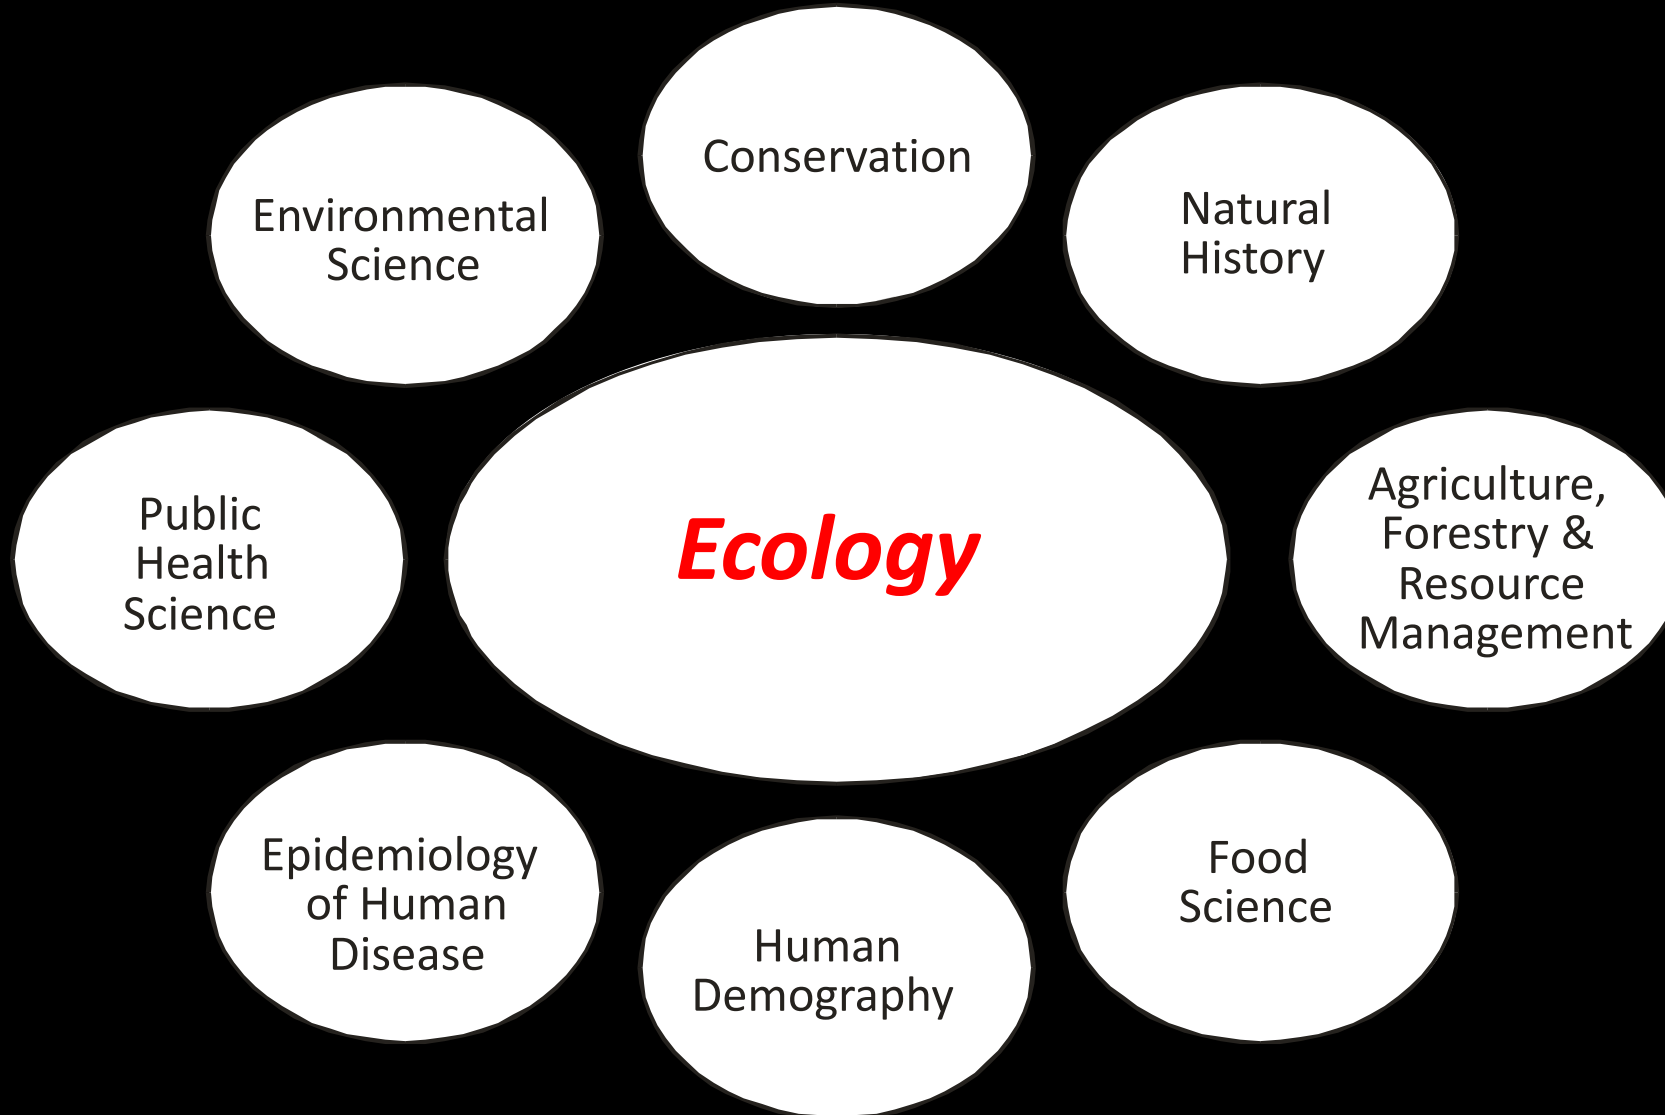 Conservation
Environmental
Science
Natural
History
Public
Health
Science
Ecology
Agriculture,
Forestry &
Resource
Management
Epidemiology
of Human
Disease
Human
Demography
Food
Science